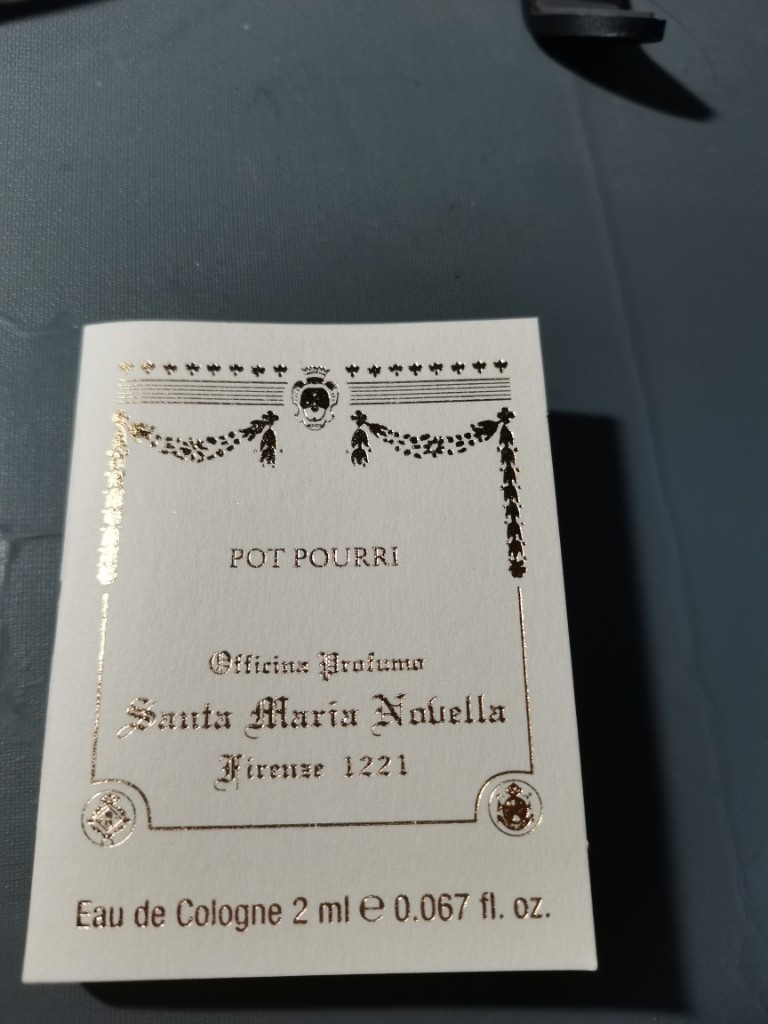 POT POURRI
Officina Profumo
Santa Maria Novella
Firenze 1221
Eau de Cologne 2 ml ℮ 0.067 fl. oz.